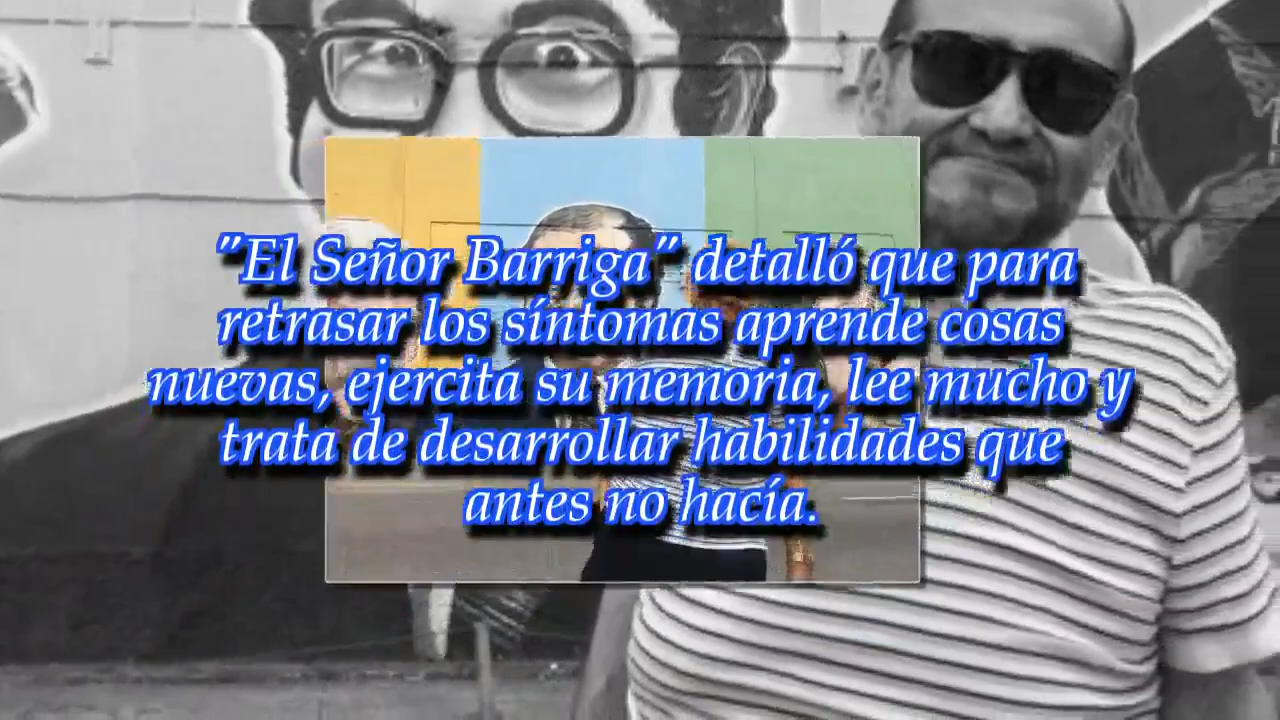 "El Señor Barriga" detalló que para
retrasar los síntomas aprende cosas
nuevas, ejercita su memoria, lee mucho y
trata de desarrollar habilidades que
antes no hacía.